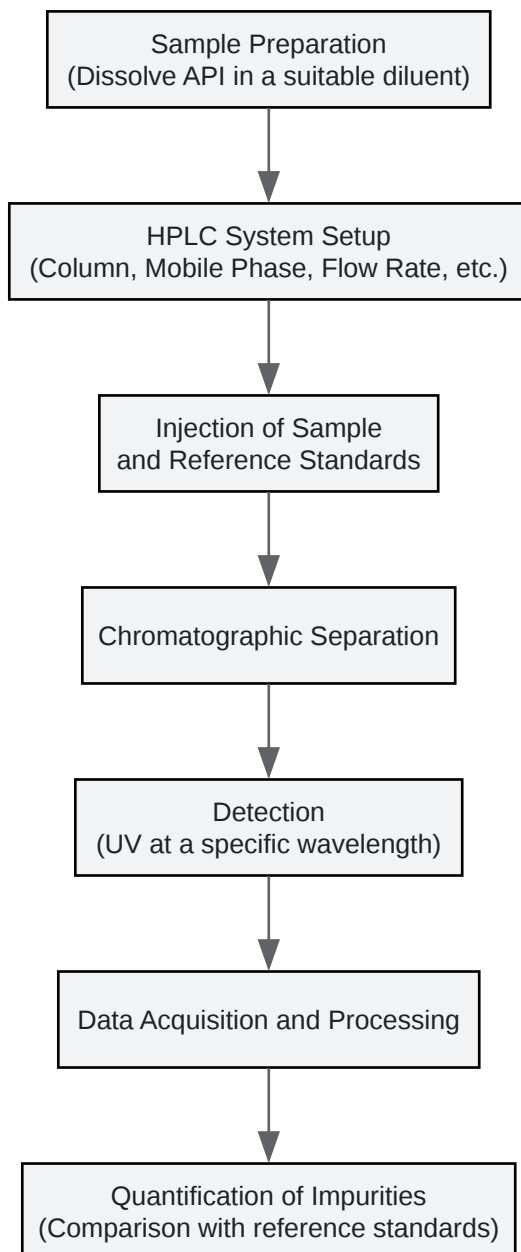 Sample Preparation
(Dissolve API in a suitable diluent)
HPLC System Setup
(Column, Mobile Phase, Flow Rate, etc.)
Injection of Sample
and Reference Standards
Chromatographic Separation
Detection
(UV at a specific wavelength)
Data Acquisition and Processing
Quantification of Impurities
(Comparison with reference standards)